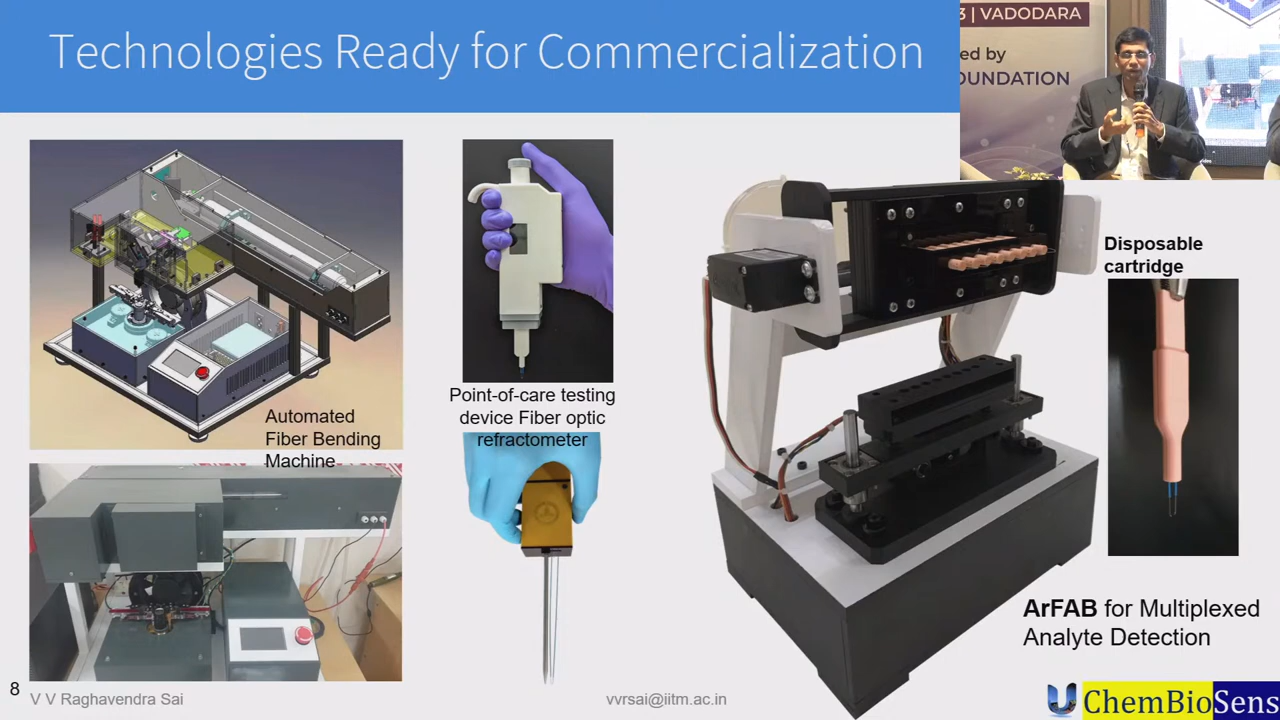 Technologies Ready for Commercialization
3 | VADODARA
ed by
OUNDATION
Automated
Fiber Bending
Machine
Point-of-care testing
device Fiber optic
refractometer
Disposable
cartridge
ArFAB for Multiplexed
Analyte Detection
8
V V Raghavendra Sai
vvrsai@iitm.ac.in
ChemBioSens